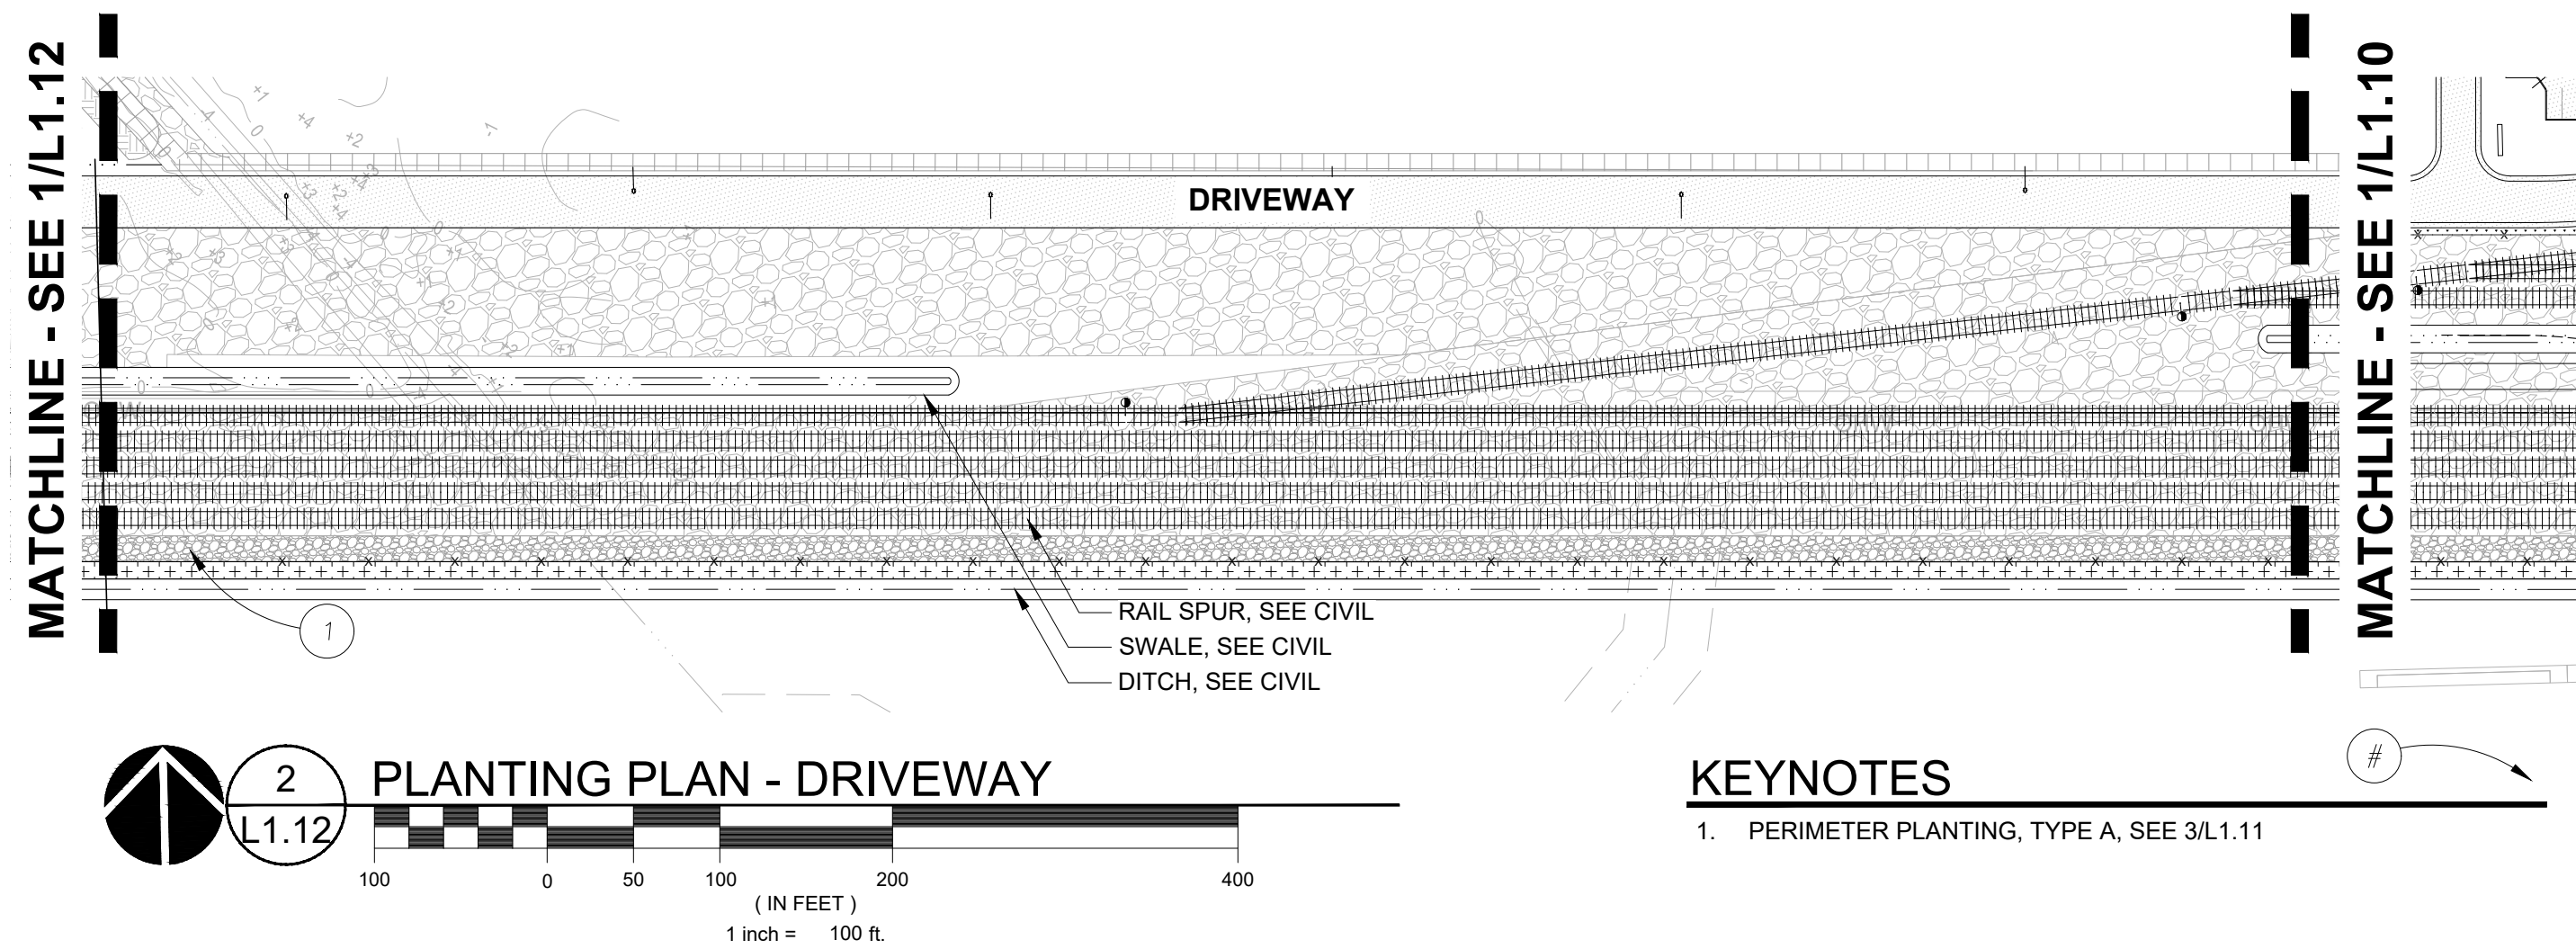 MATCHLINE - SEE 1/L1.12
MATCHLINE - SEE 1/L1.10
DRIVEWAY
RAIL SPUR, SEE CIVIL
SWALE, SEE CIVIL
DITCH, SEE CIVIL
1
2
L1.12
PLANTING PLAN - DRIVEWAY
100 0 50 100 200 400
( IN FEET )
1 inch = 100 ft.
#
KEYNOTES
1. PERIMETER PLANTING, TYPE A, SEE 3/L1.11